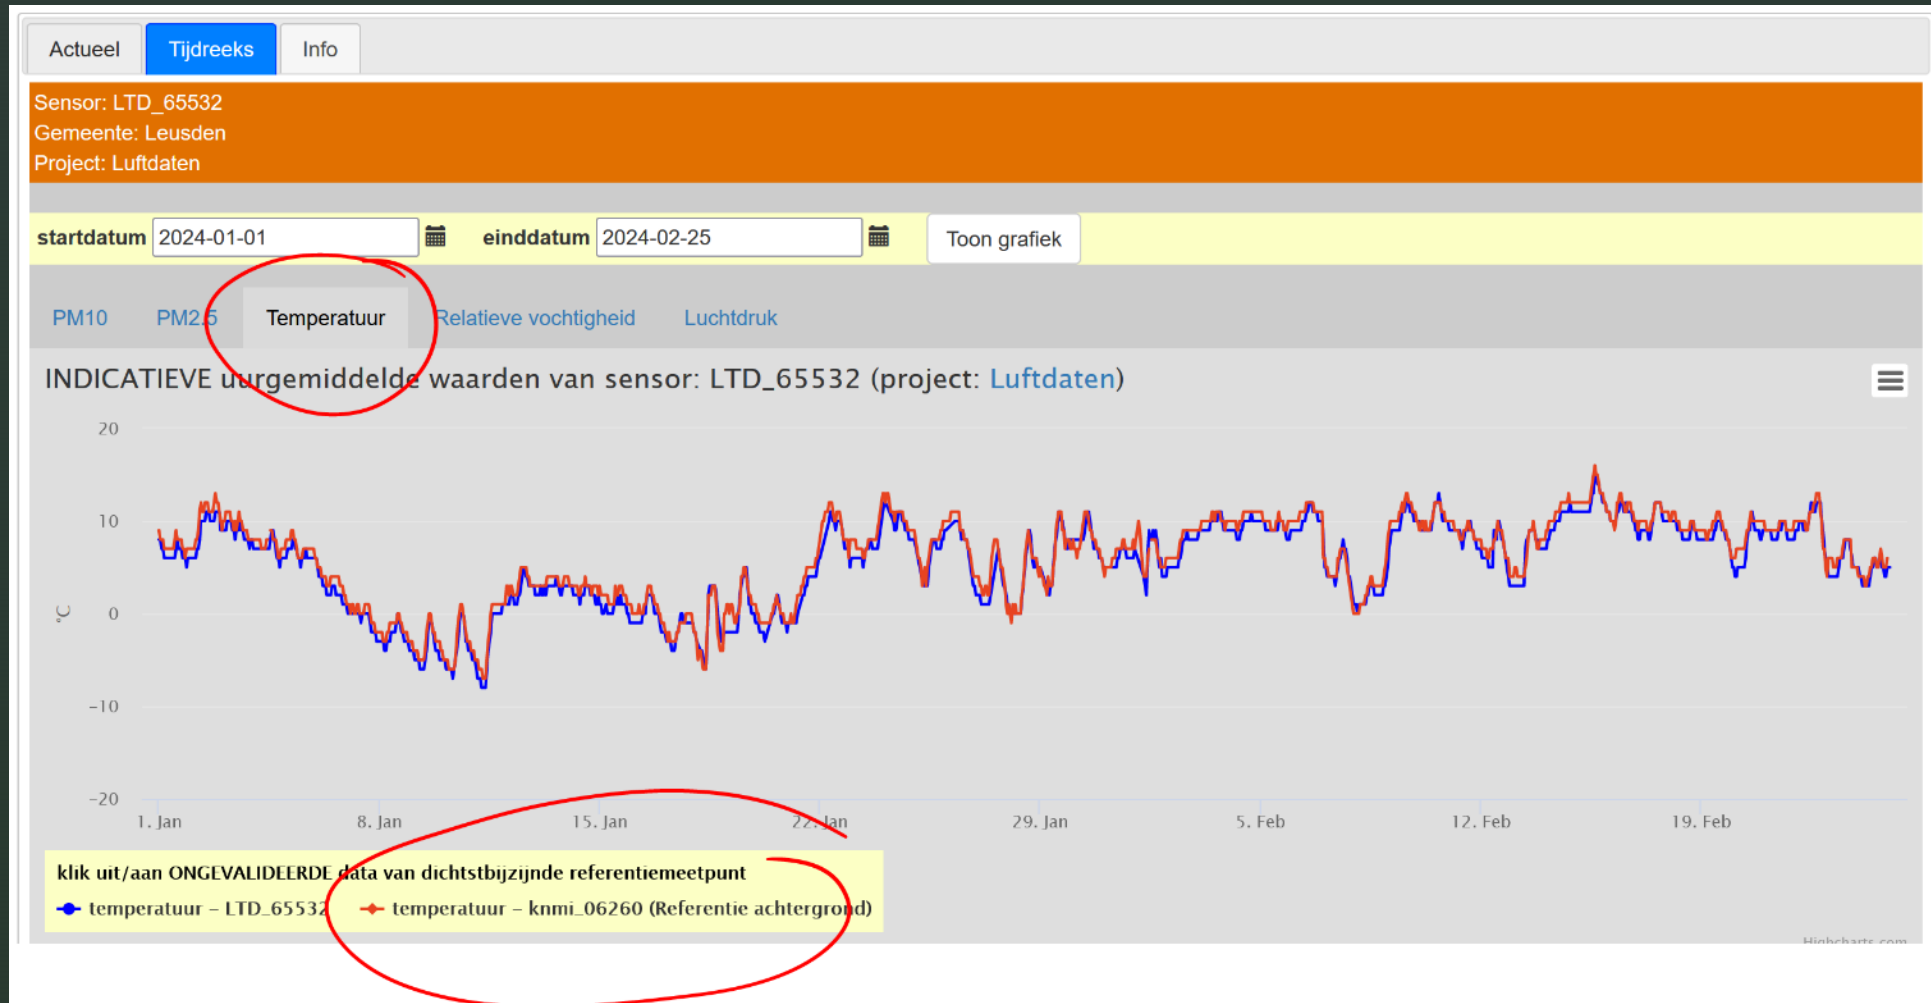 Actueel Tijdreeks Info
Sensor: LTD_65532
Gemeente: Leusden
Project: Luftdaten
startdatum 2024-01-01 einddatum 2024-02-25 Toon grafiek
PM10 PM2.5 Temperatuur Relatieve vochtigheid Luchtdruk
INDICATIEVE uurgemiddelde waarden van sensor: LTD_65532 (project: Luftdaten)
20
10
°C
0
-10
-20
1. Jan 8. Jan 15. Jan 22. Jan 29. Jan 5. Feb 12. Feb 19. Feb
klik uit/aan ONGEVALIDEERDE data van dichtstbijzijnde referentiemeetpunt
temperatuur – LTD_65532 temperatuur – knmi_06260 (Referentie achtergrond)
Highcharts.com